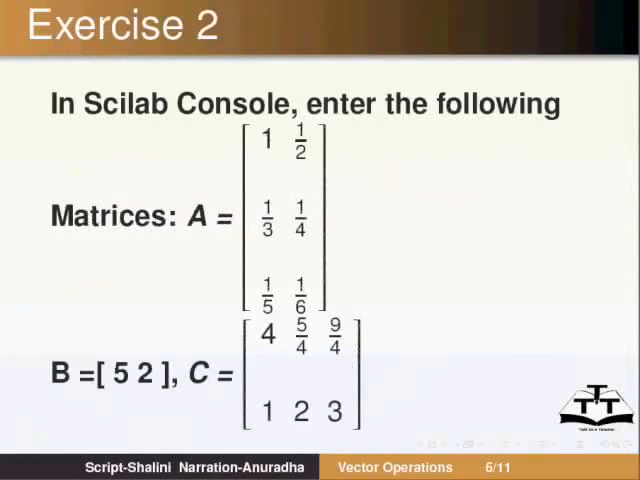 Exercise 2
In Scilab Console, enter the following
Matrices: A = [ 1 1/2
1/3 1/4
1/5 1/6 ]
B =[ 5 2 ], C = [ 4 5/4 9/4
1 2 3 ]
Script-Shalini Narration-Anuradha Vector Operations 6/11